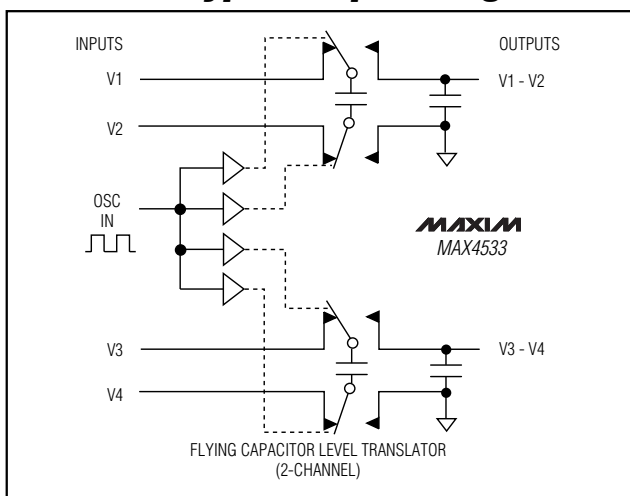 INPUTS
OUTPUTS
V1
V1 - V2
V2
OSC
IN
MAXIM
MAX4533
V3
V3 - V4
V4
FLYING CAPACITOR LEVEL TRANSLATOR
(2-CHANNEL)